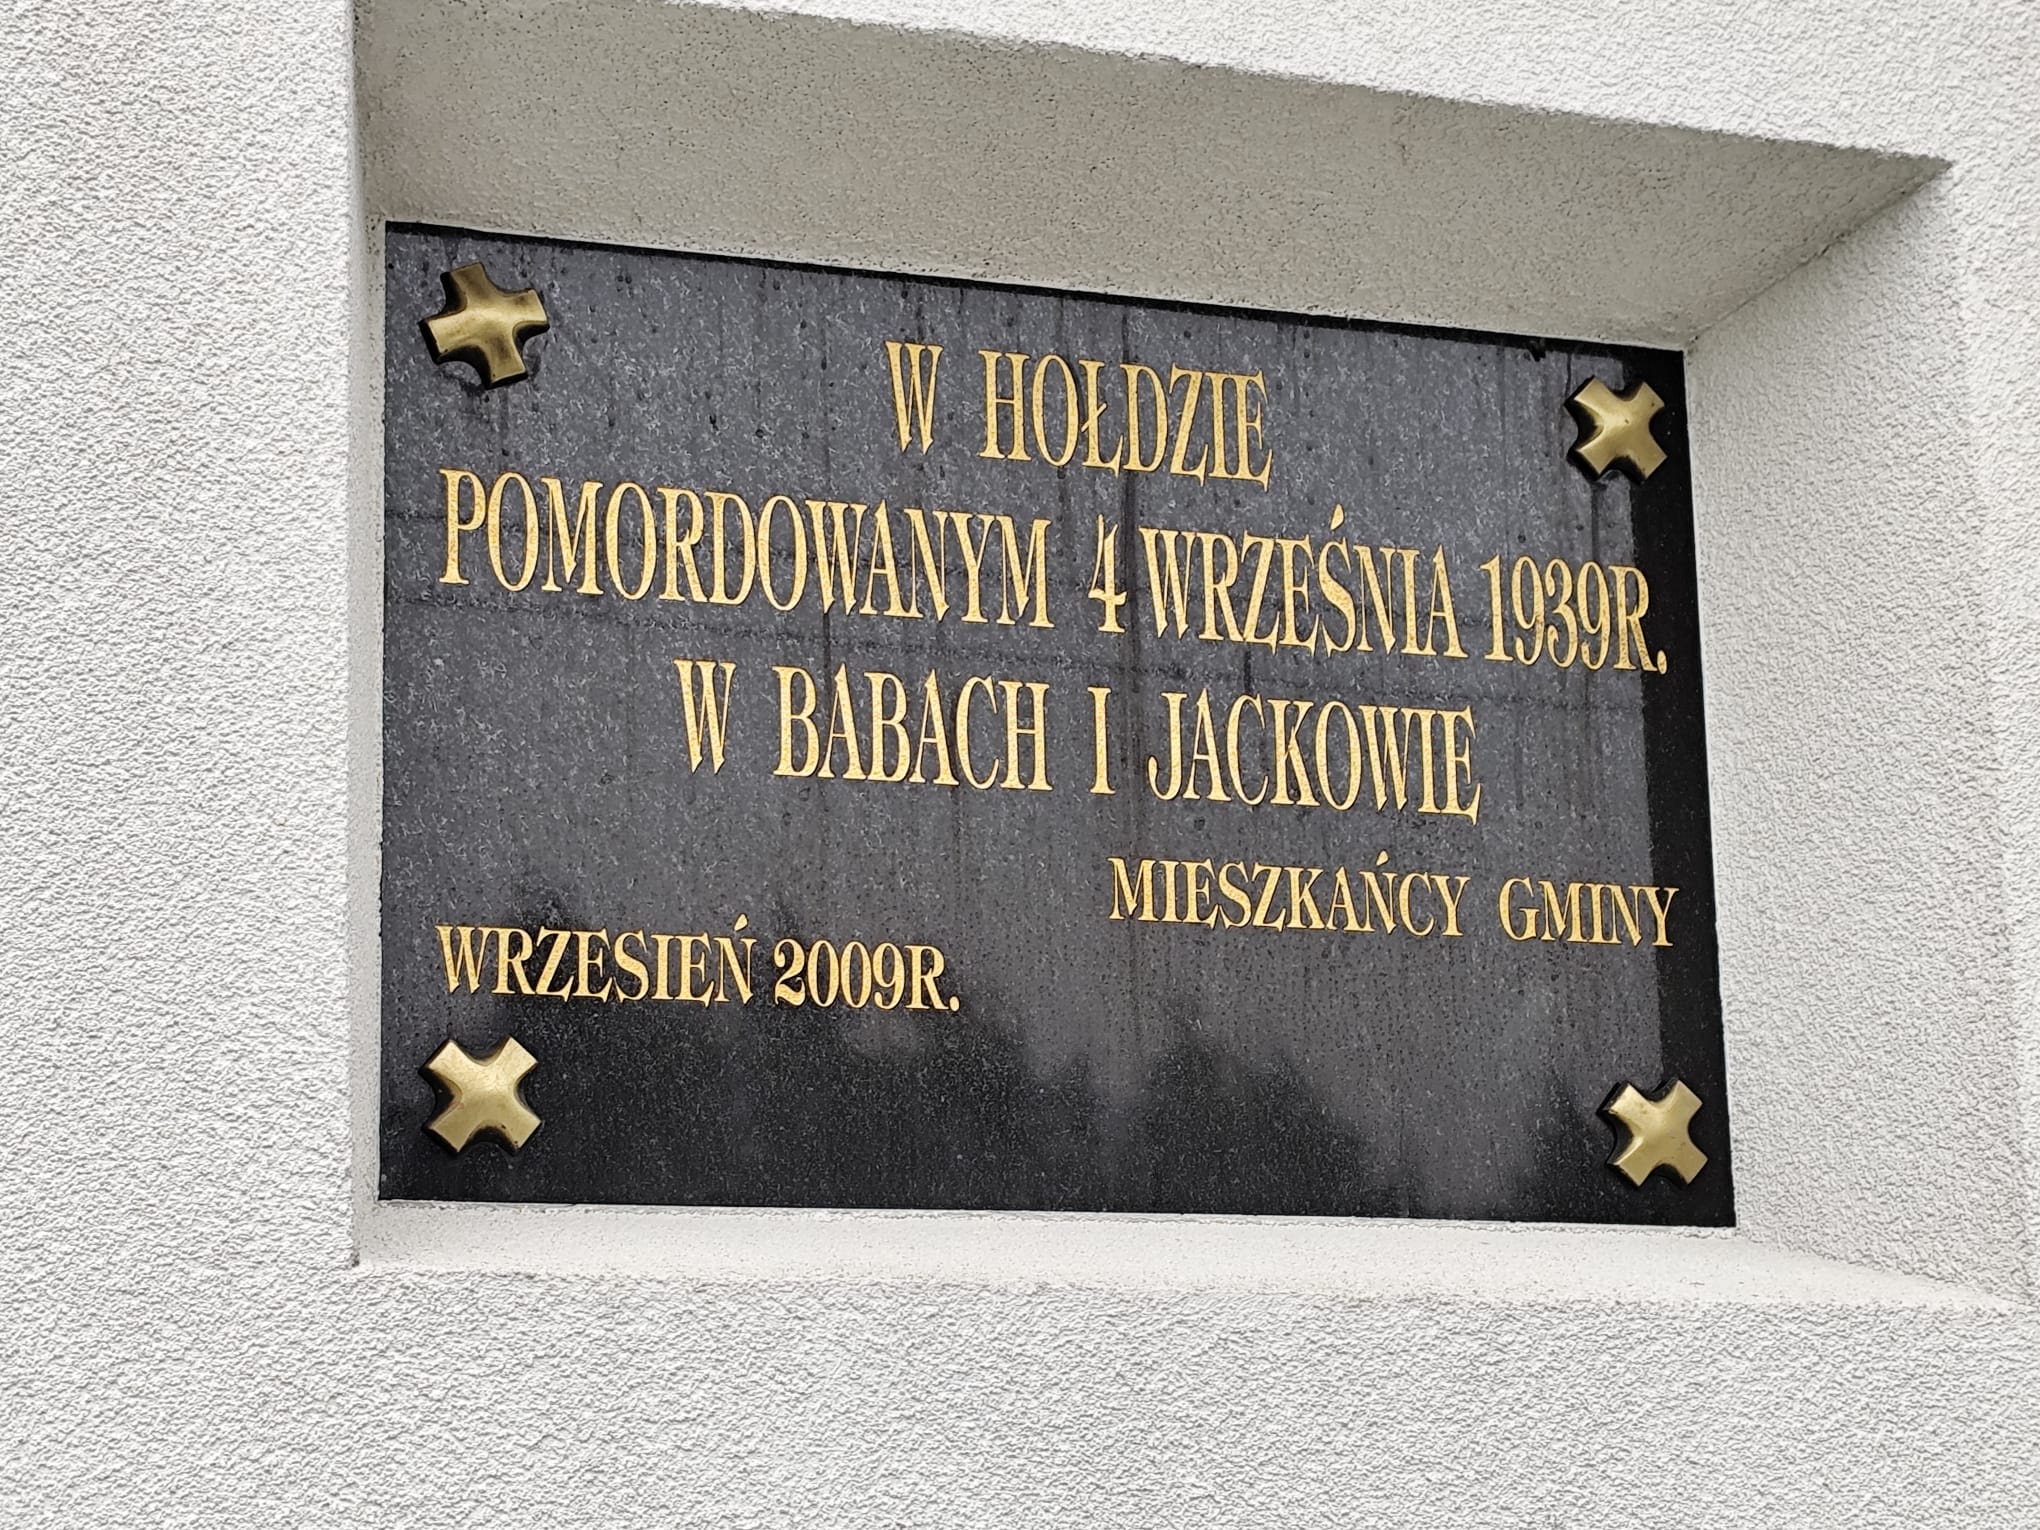 W HOŁDZIE
POMORDOWANYM 4 WRZEŚNIA 1939R.
W BABACH I JACKOWIE
MIESZKAŃCY GMINY
WRZESIEŃ 2009R.